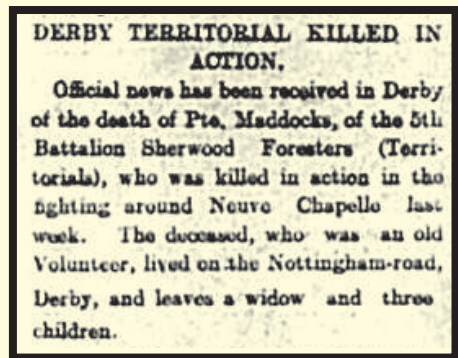 DERBY TERRITORIAL KILLED IN
ACTION.
Official news has been received in Derby
of the death of Pte. Maddocks, of the 5th
Battalion Sherwood Foresters (Terri-
torials), who was killed in action in the
fighting around Neuve Chapelle last
week. The deceased, who was an old
Volunteer, lived on the Nottingham-road,
Derby, and leaves a widow and three
children.